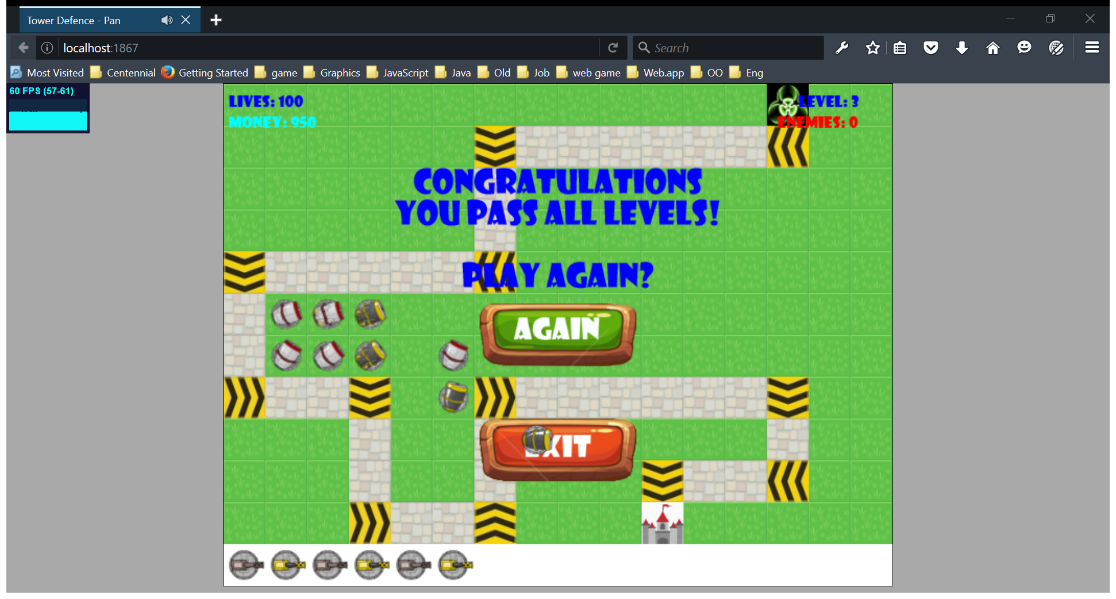 Tower Defence - Pan
localhost:1867
Search
Most Visited Centennial Getting Started game Graphics JavaScript Java Old Job web game Web.app OO Eng
60 FPS (57-61)
LIVES: 100
LEVEL: 3
MONEY: 950
ENEMIES: 0
CONGRATULATIONS
YOU PASS ALL LEVELS!
PLAY AGAIN?
AGAIN
EXIT